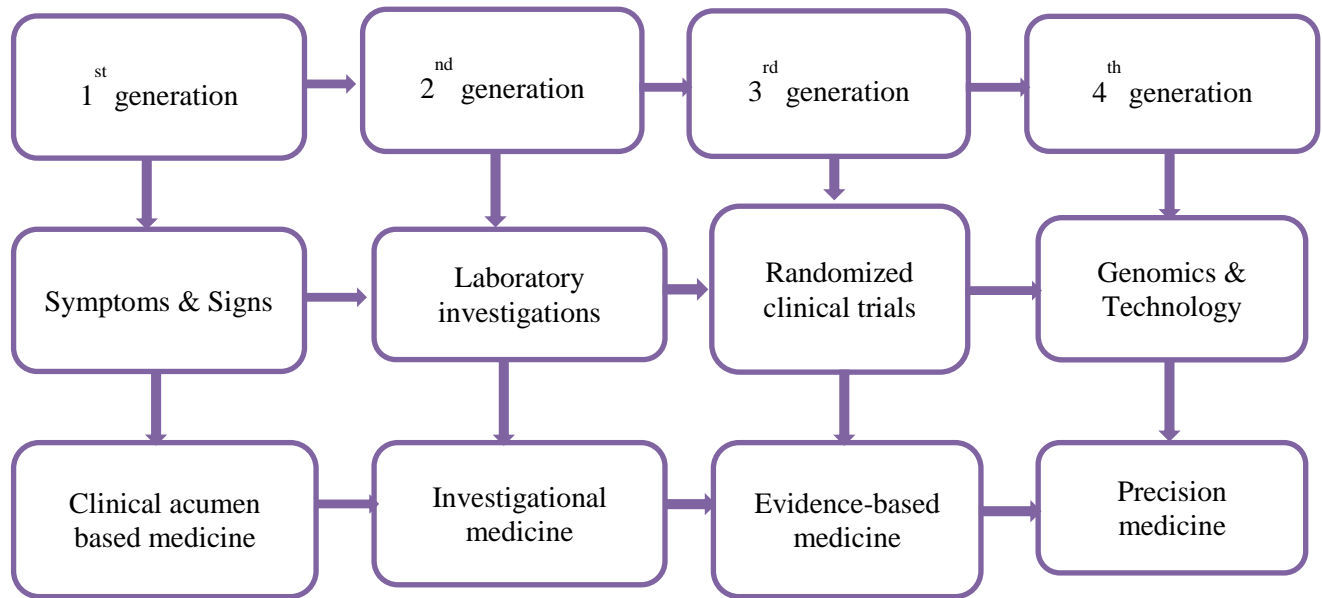 1st generation
2nd generation
3rd generation
4th generation
Symptoms & Signs
Laboratory
investigations
Randomized
clinical trials
Genomics &
Technology
Clinical acumen
based medicine
Investigational
medicine
Evidence-based
medicine
Precision
medicine